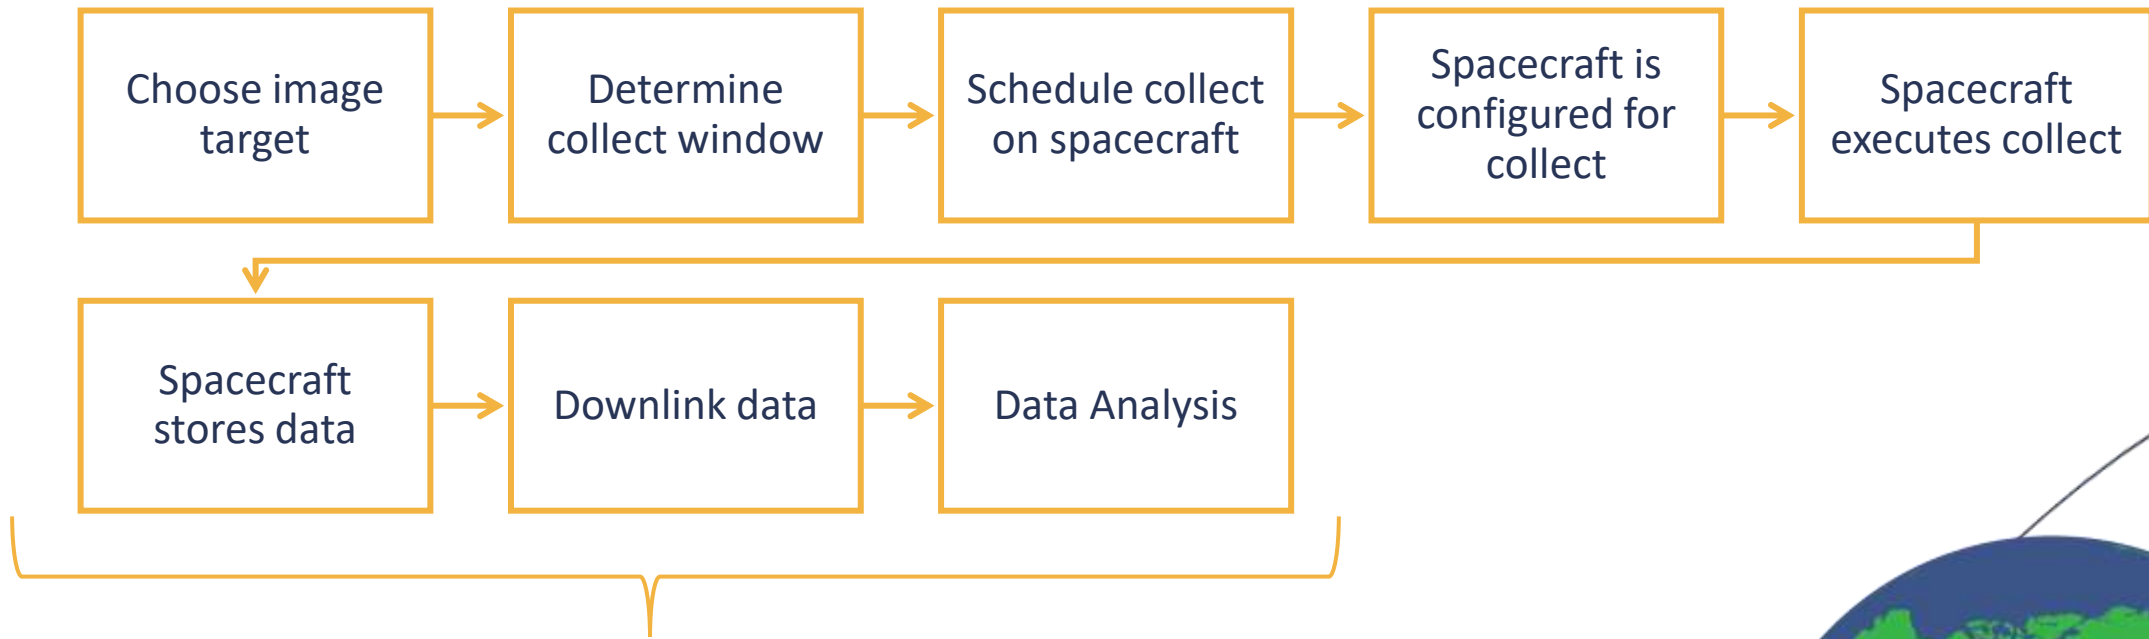 Choose image
target
Determine
collect window
Schedule collect
on spacecraft
Spacecraft is
configured for
collect
Spacecraft
executes collect
Spacecraft
stores data
Downlink data
Data Analysis